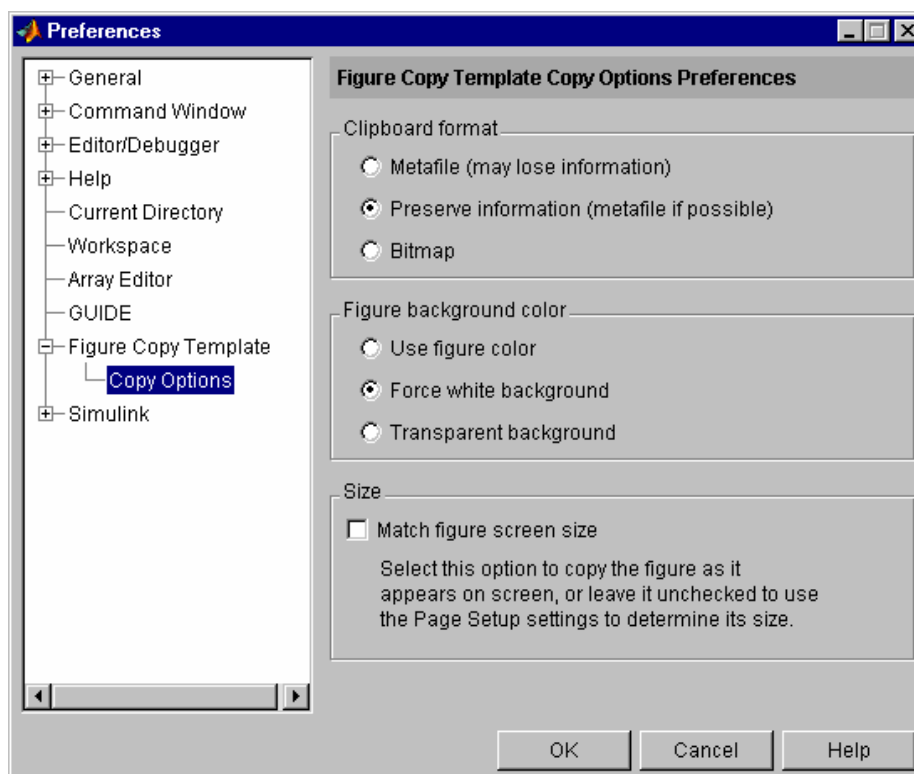 Preferences
General
Command Window
Editor/Debugger
Help
Current Directory
Workspace
Array Editor
GUIDE
Figure Copy Template
Copy Options
Simulink
Figure Copy Template Copy Options Preferences
Clipboard format
Metafile (may lose information)
Preserve information (metafile if possible)
Bitmap
Figure background color
Use figure color
Force white background
Transparent background
Size
Match figure screen size
Select this option to copy the figure as it
appears on screen, or leave it unchecked to use
the Page Setup settings to determine its size.
OK
Cancel
Help